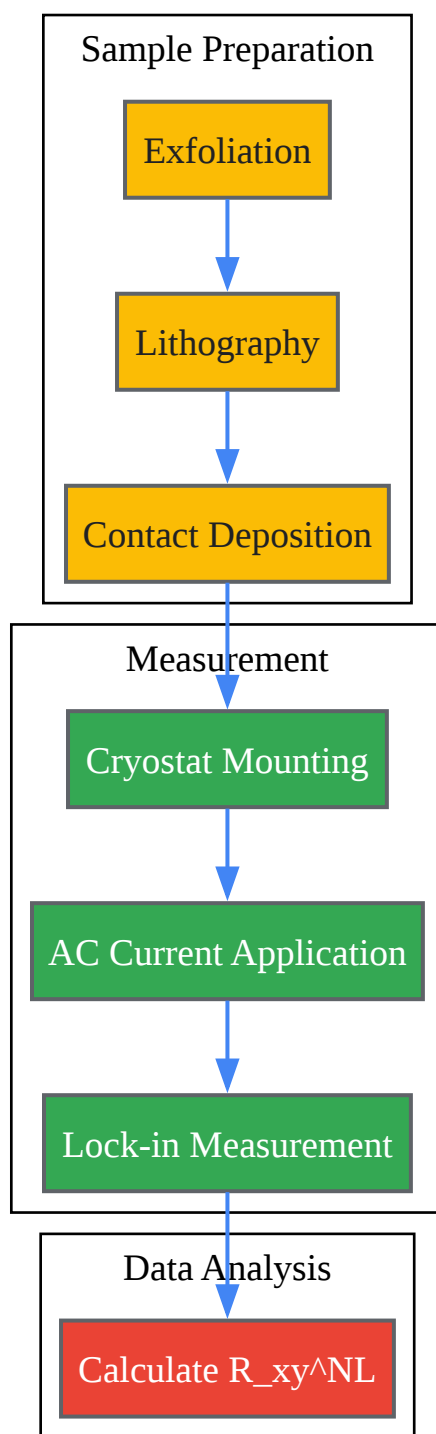 Sample Preparation
Exfoliation
Lithography
Contact Deposition
Measurement
Cryostat Mounting
AC Current Application
Lock-in Measurement
Data Analysis
Calculate R_xy^NL